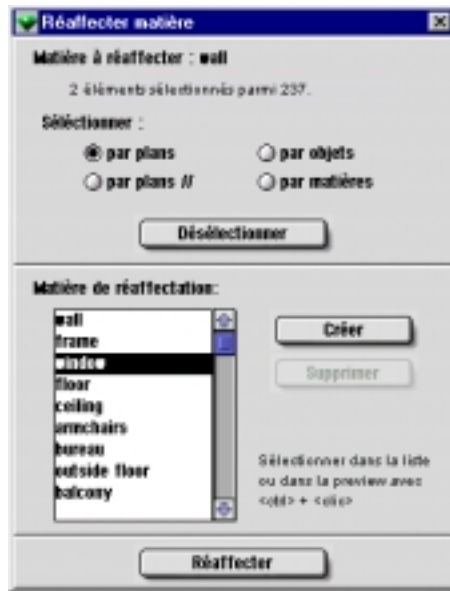 Réaffecter matière
Matière à réaffecter : wall
2 éléments sélectionnés parmi 237.
Séléctionner :
par plans
par objets
par plans //
par matières
Désélectionner
Matière de réaffectation:
wall
frame
window
floor
ceiling
armchairs
bureau
outside floor
balcony
Créer
Supprimer
Sélectionner dans la liste
ou dans la preview avec
<ctrl> + <clic>
Réaffecter